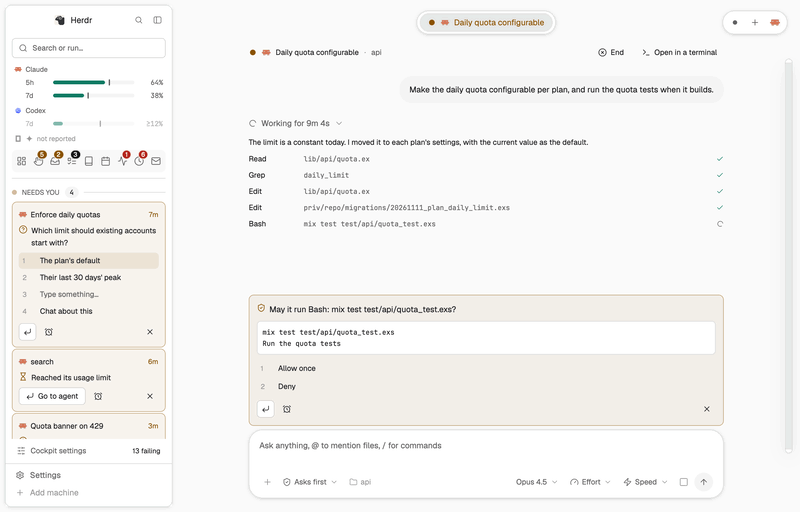 Herdr
Search or run...
Claude
5h 64%
7d 38%
Codex
7d ≥12%
not reported
5 2 3 1 6
NEEDS YOU 4
Enforce daily quotas 7m
Which limit should existing accounts
start with?
1 The plan's default
2 Their last 30 days' peak
3 Type something...
4 Chat about this
search 6m
Reached its usage limit
Go to agent
Quota banner on 429 3m
Cockpit settings 13 failing
Settings
Add machine
Daily quota configurable
Daily quota configurable · api
End
Open in a terminal
Make the daily quota configurable per plan, and run the quota tests when it builds.
Working for 9m 4s
The limit is a constant today. I moved it to each plan's settings, with the current value as the default.
Read lib/api/quota.ex
Grep daily_limit
Edit lib/api/quota.ex
Edit priv/repo/migrations/20261111_plan_daily_limit.exs
Bash mix test test/api/quota_test.exs
May it run Bash: mix test test/api/quota_test.exs?
mix test test/api/quota_test.exs
Run the quota tests
1 Allow once
2 Deny
Ask anything, @ to mention files, / for commands
Asks first
api
Opus 4.5
Effort
Speed